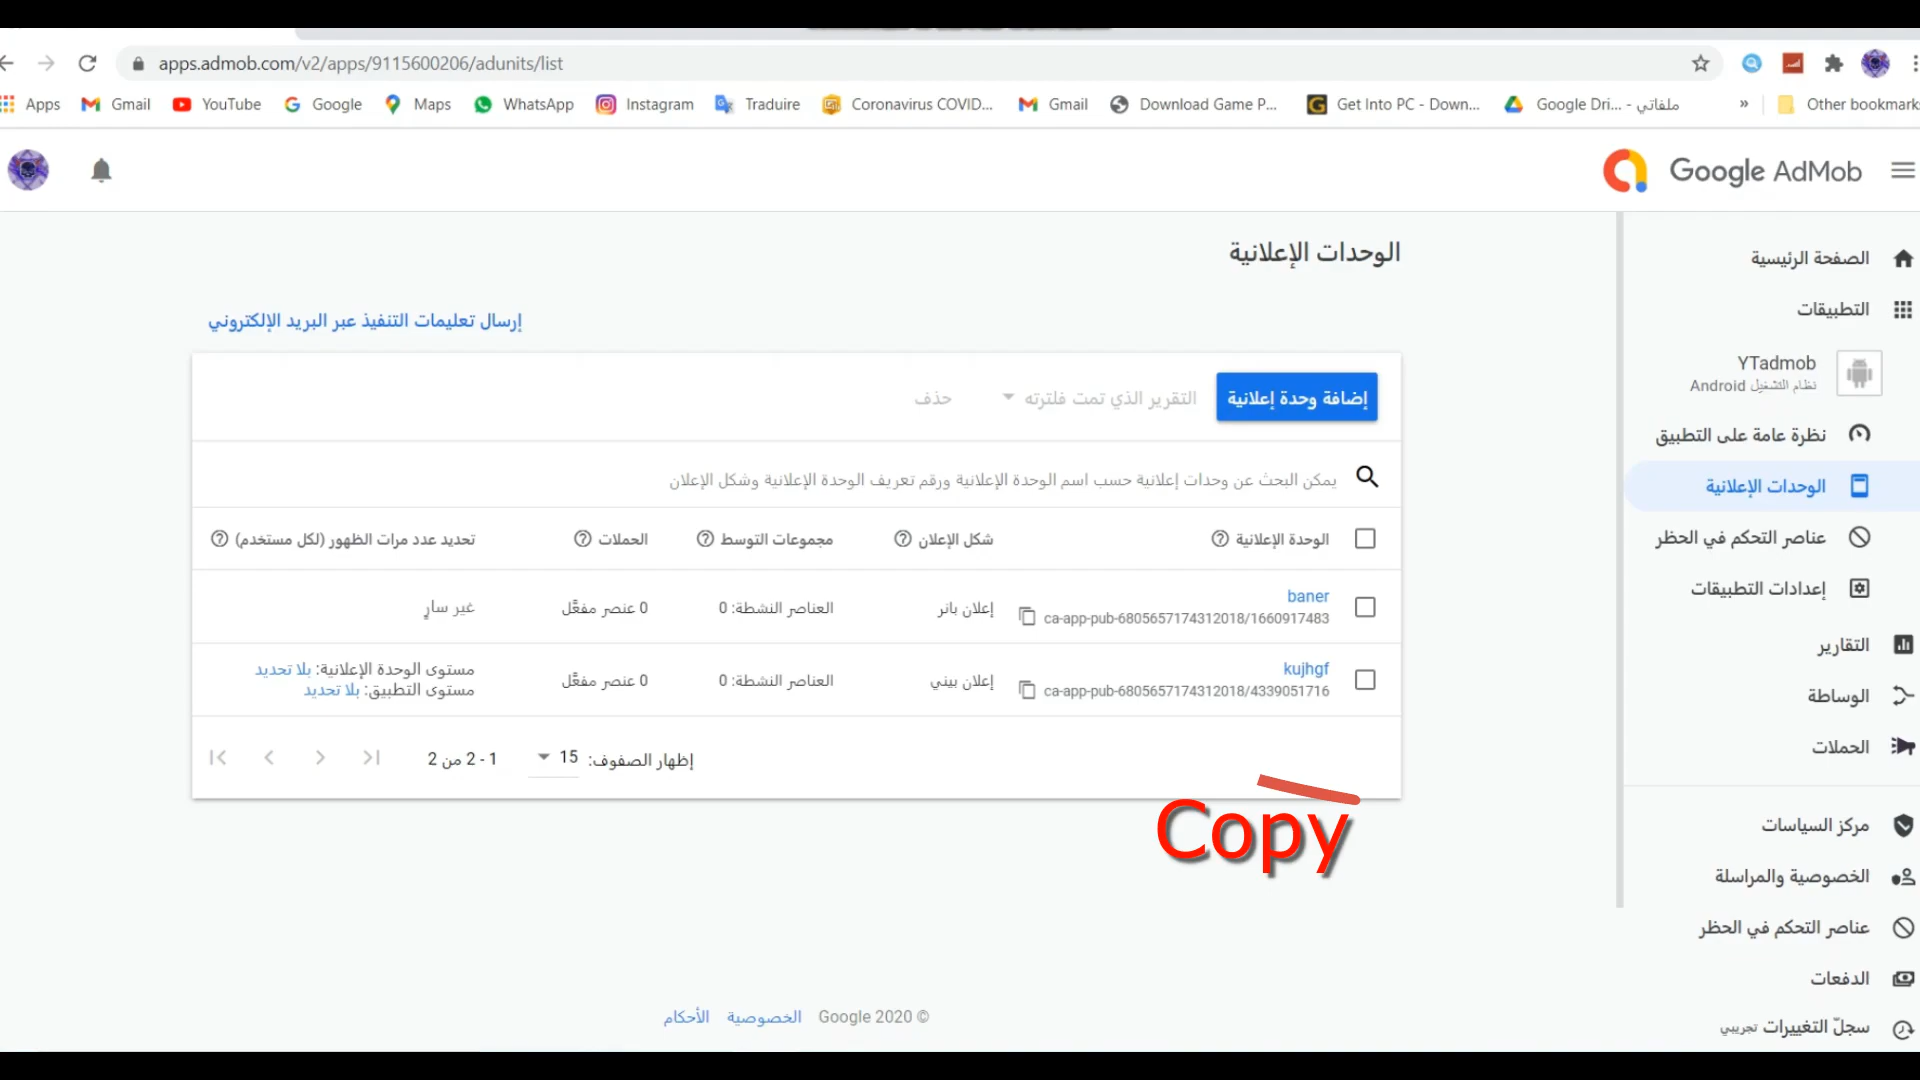 apps.admob.com/v2/apps/9115600206/adunits/list
Apps
Gmail
YouTube
Google
Maps
WhatsApp
Instagram
Traduire
Coronavirus COVID...
Gmail
Download Game P...
Get Into PC - Down...
Google Dri... - ملفاتي
»
Other bookmarks
Google AdMob
الوحدات الإعلانية
إرسال تعليمات التنفيذ عبر البريد الإلكتروني
إضافة وحدة إعلانية
التقرير الذي تمت فلترته
حذف
يمكن البحث عن وحدات إعلانية حسب اسم الوحدة الإعلانية ورقم تعريف الوحدة الإعلانية وشكل الإعلان
الوحدة الإعلانية
شكل الإعلان
مجموعات التوسط
الحملات
تحديد عدد مرات الظهور (لكل مستخدم)
baner
ca-app-pub-6805657174312018/1660917483
إعلان بانر
العناصر النشطة: 0
0 عنصر مفعَّل
غير سارٍ
kujhgf
ca-app-pub-6805657174312018/4339051716
إعلان بيني
العناصر النشطة: 0
0 عنصر مفعَّل
مستوى الوحدة الإعلانية: بلا تحديد
مستوى التطبيق: بلا تحديد
إظهار الصفوف: 15
1 - 2 من 2
Copy
© Google 2020
الخصوصية
الأحكام
الصفحة الرئيسية
التطبيقات
YTadmob
نظام التشغيل Android
نظرة عامة على التطبيق
الوحدات الإعلانية
عناصر التحكم في الحظر
إعدادات التطبيقات
التقارير
الوساطة
الحملات
مركز السياسات
الخصوصية والمراسلة
عناصر التحكم في الحظر
الدفعات
سجلّ التغييرات تجريبي